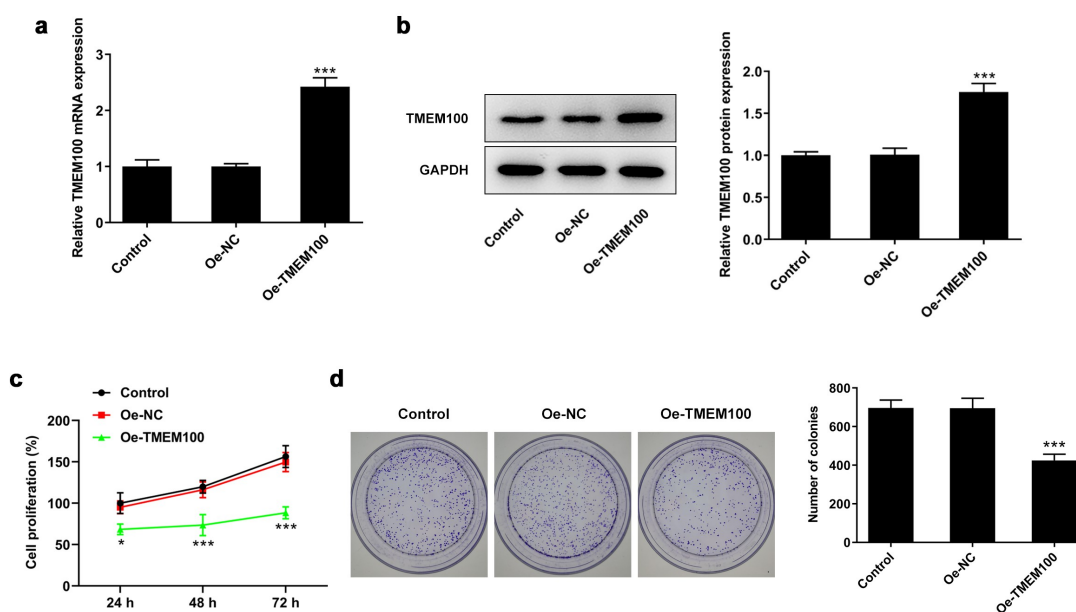 a
Relative TMEM100 mRNA expression
3
2
1
0
***
Control
Oe-NC
Oe-TMEM100
b
TMEM100
GAPDH
Control
Oe-NC
Oe-TMEM100
Relative TMEM100 protein expression
2.0
1.5
1.0
0.5
0.0
***
Control
Oe-NC
Oe-TMEM100
c
Control
Oe-NC
Oe-TMEM100
Cell proliferation (%)
200
150
100
50
0
*
***
***
24 h 48 h 72 h
d
Control Oe-NC Oe-TMEM100
Number of colonies
800
600
400
200
0
***
Control
Oe-NC
Oe-TMEM100